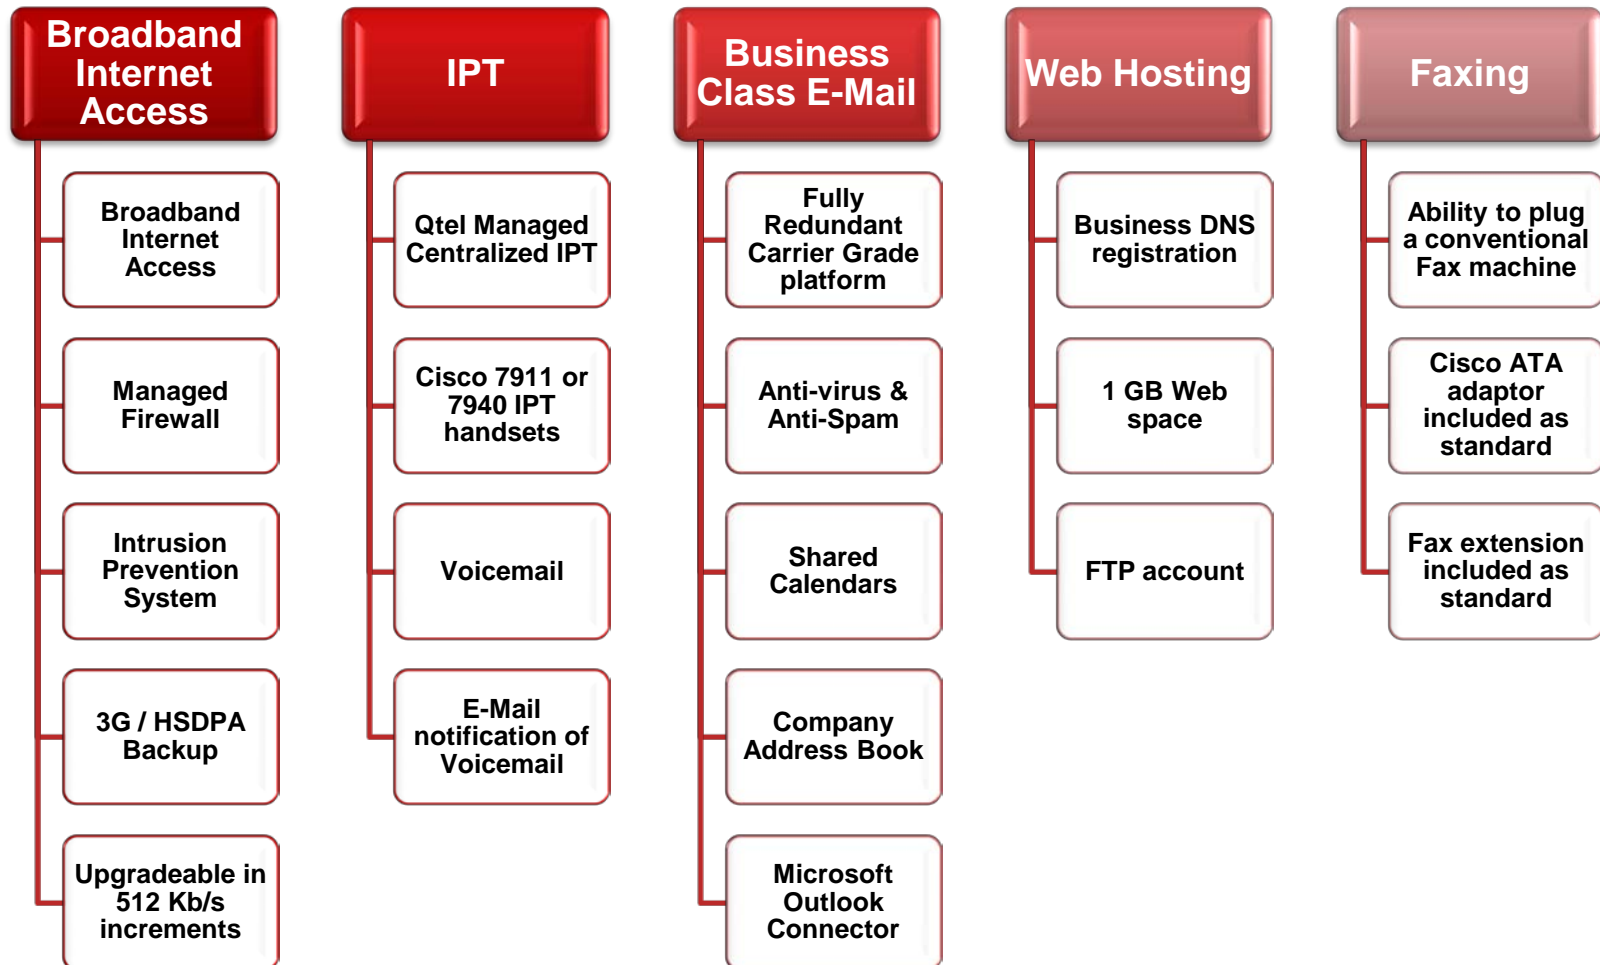 Broadband
Internet
Access
Broadband
Internet
Access
Managed
Firewall
Intrusion
Prevention
System
3G / HSDPA
Backup
Upgradeable in
512 Kb/s
increments
IPT
Qtel Managed
Centralized IPT
Cisco 7911 or
7940 IPT
handsets
Voicemail
E-Mail
notification of
Voicemail
Business
Class E-Mail
Fully
Redundant
Carrier Grade
platform
Anti-virus &
Anti-Spam
Shared
Calendars
Company
Address Book
Microsoft
Outlook
Connector
Web Hosting
Business DNS
registration
1 GB Web
space
FTP account
Faxing
Ability to plug
a conventional
Fax machine
Cisco ATA
adaptor
included as
standard
Fax extension
included as
standard